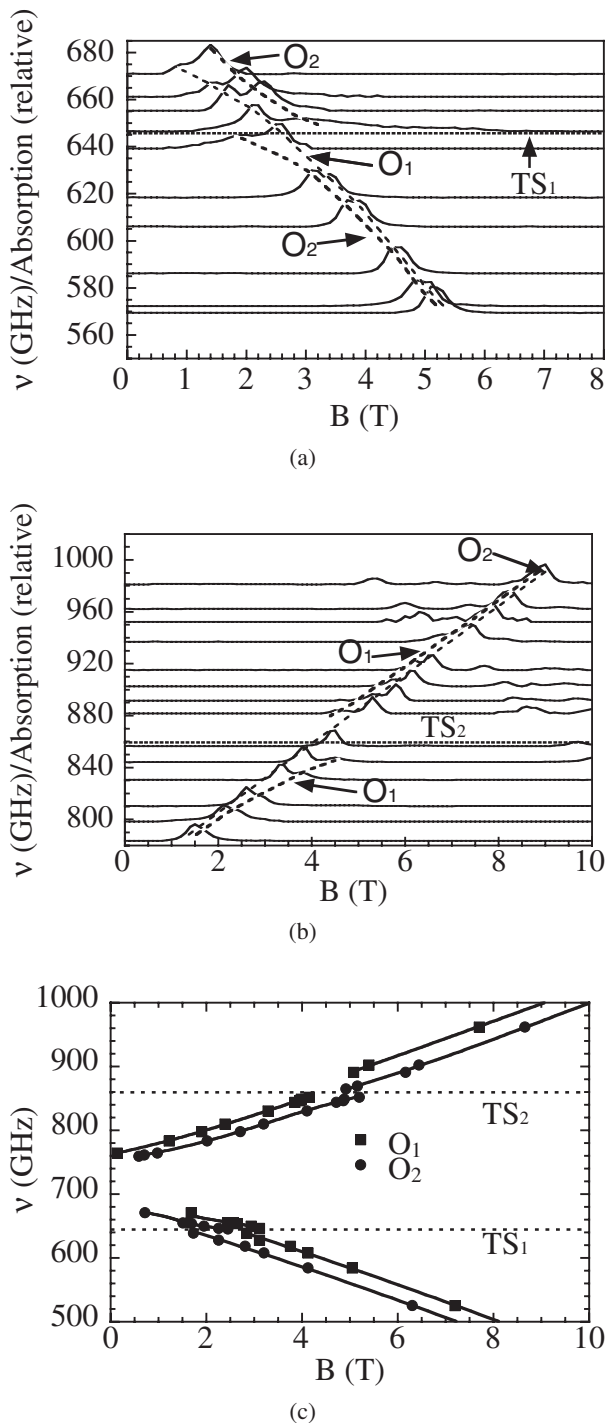 ν (GHz)/Absorption (relative)
680
660
640
620
600
580
560
O2
O1
TS1
O2
0 1 2 3 4 5 6 7 8
B (T)
(a)
ν (GHz)/Absorption (relative)
1000
960
920
880
840
800
O2
O1
TS2
O1
0 2 4 6 8 10
B (T)
(b)
ν (GHz)
1000
900
800
700
600
500
TS2
O1
O2
TS1
0 2 4 6 8 10
B (T)
(c)